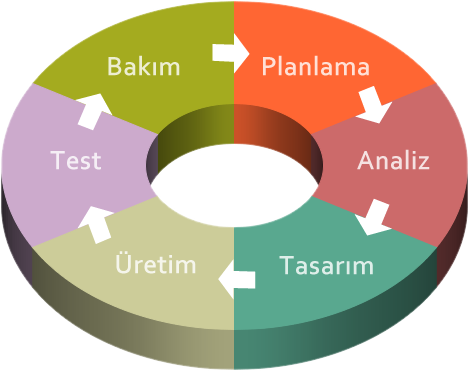 Bakım
Planlama
Test
Analiz
Üretim
Tasarım